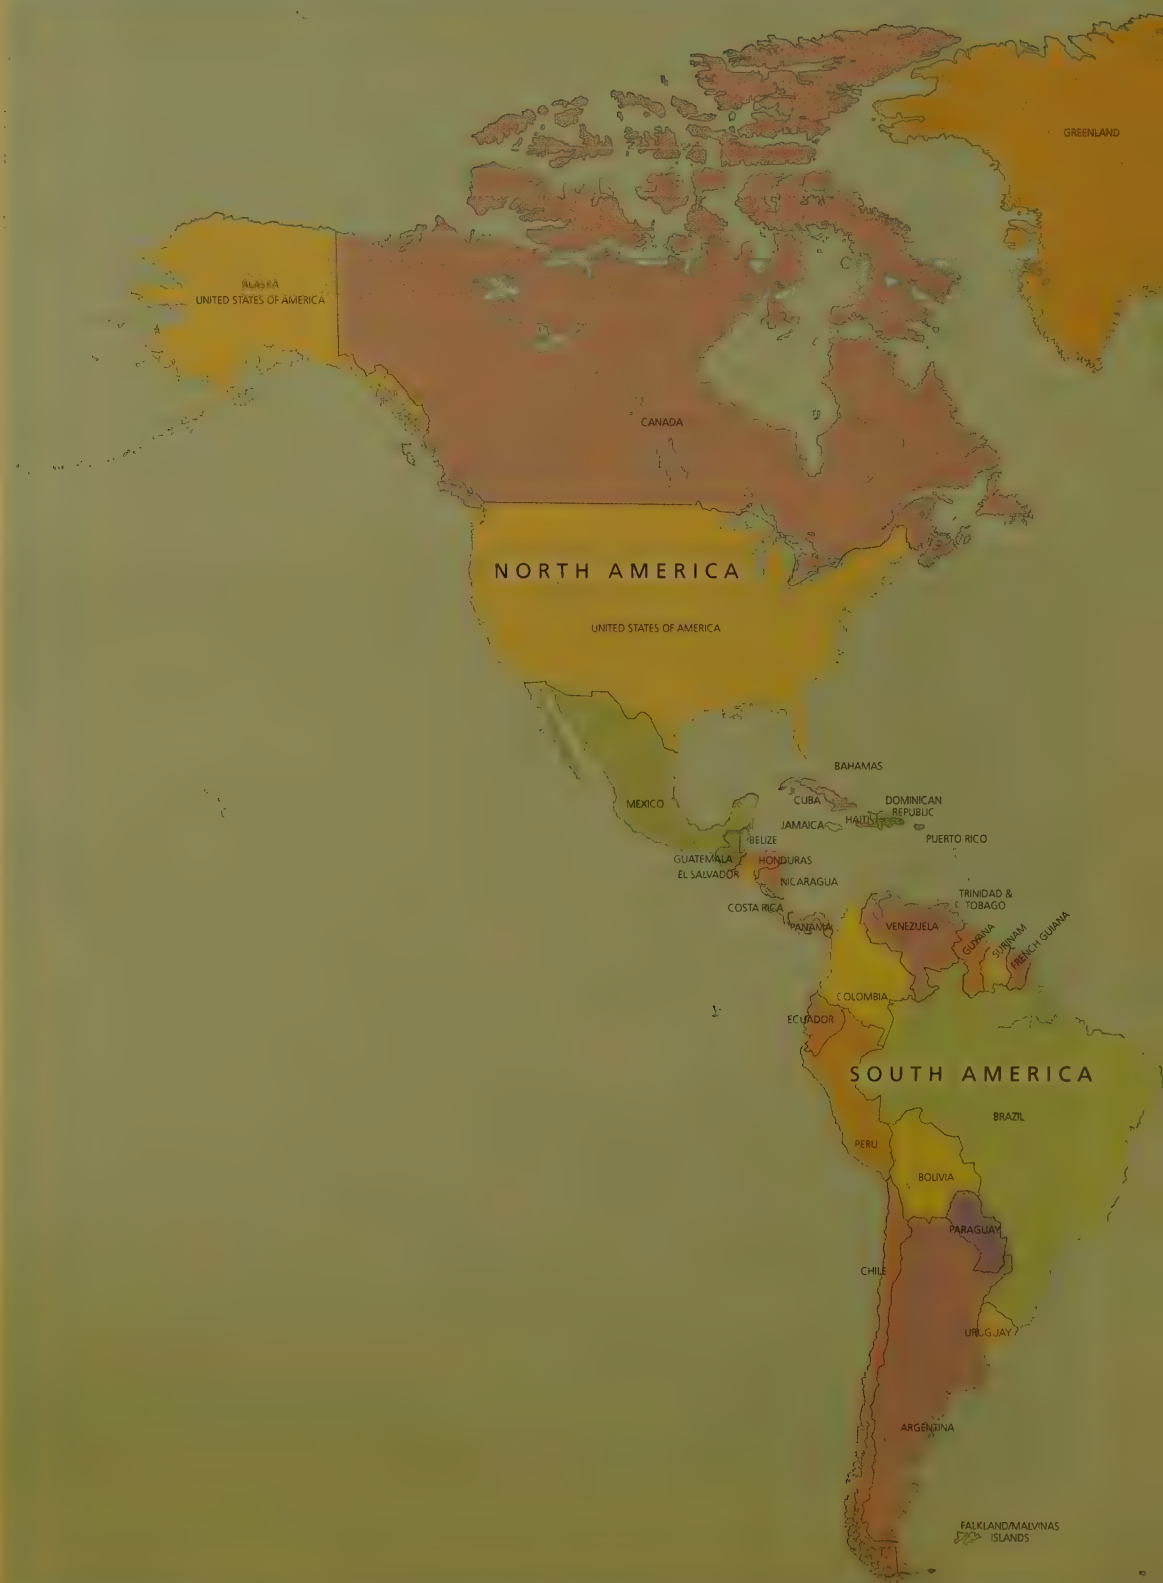 GREENLAND
ALASKA
UNITED STATES OF AMERICA
CANADA
NORTH AMERICA
UNITED STATES OF AMERICA
BAHAMAS
MEXICO
CUBA
DOMINICAN
REPUBLIC
HAITI
JAMAICA
PUERTO RICO
BELIZE
GUATEMALA
HONDURAS
EL SALVADOR
NICARAGUA
TRINIDAD &
TOBAGO
COSTA RICA
PANAMA
VENEZUELA
GUYANA
SURINAM
FRENCH GUIANA
COLOMBIA
ECUADOR
SOUTH AMERICA
BRAZIL
PERU
BOLIVIA
PARAGUAY
CHILE
URUGUAY
ARGENTINA
FALKLAND/MALVINAS
ISLANDS